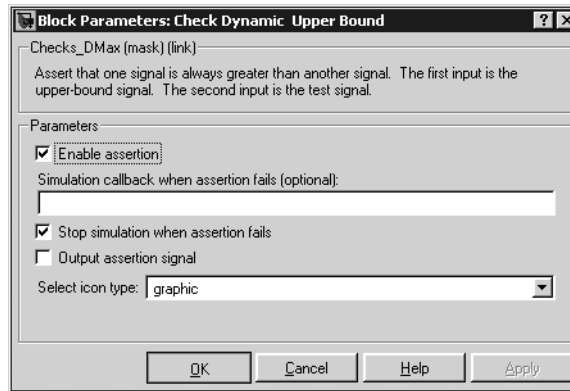 Block Parameters: Check Dynamic Upper Bound
Checks_DMax (mask) (link)
Assert that one signal is always greater than another signal. The first input is the
upper-bound signal. The second input is the test signal.
Parameters
Enable assertion
Simulation callback when assertion fails (optional):
Stop simulation when assertion fails
Output assertion signal
Select icon type: graphic
OK Cancel Help Apply